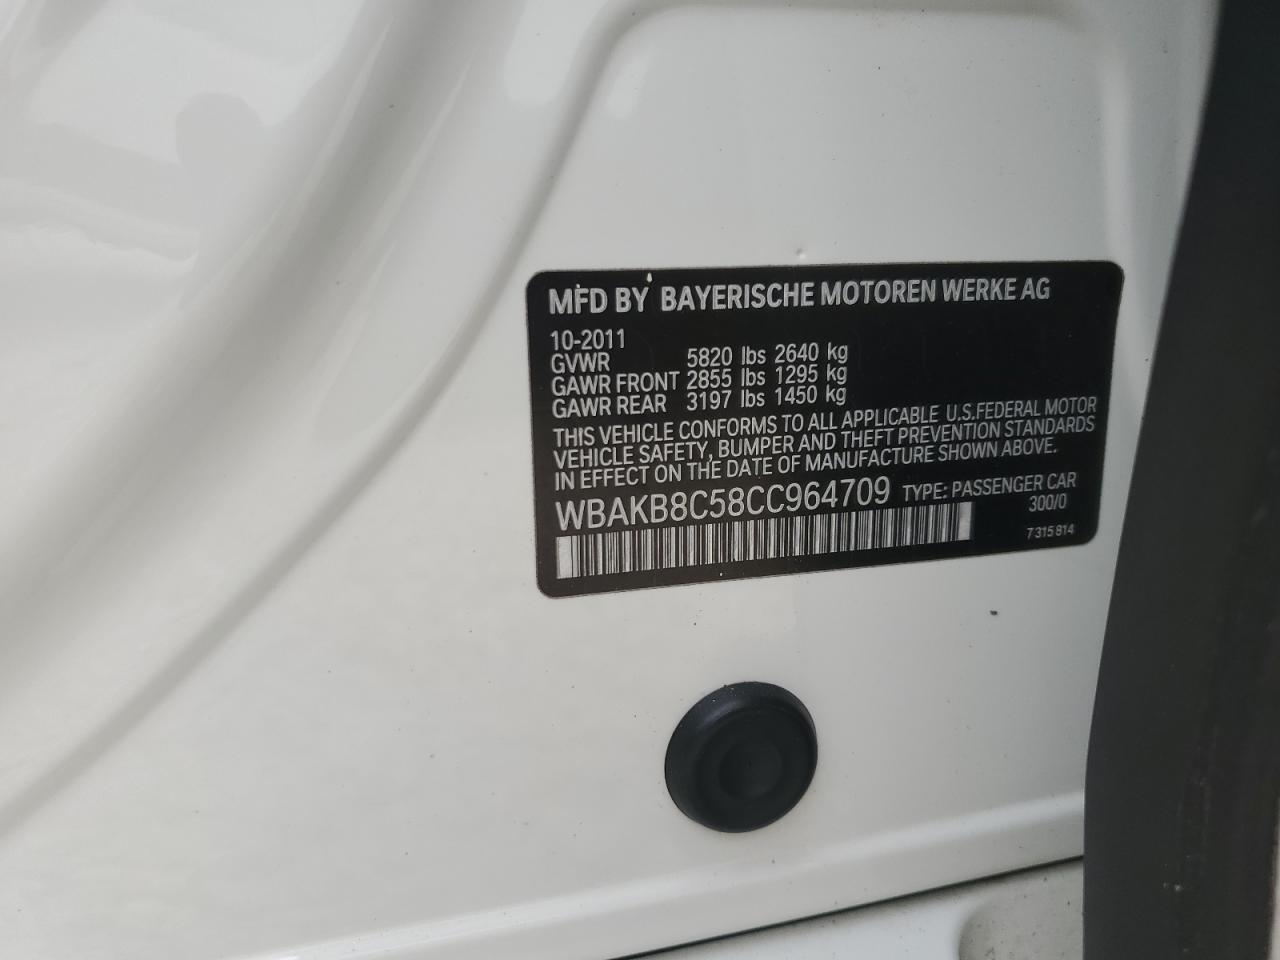 MFD BY BAYERISCHE MOTOREN WERKE AG
10-2011
GVWR 5820 lbs 2640 kg
GAWR FRONT 2855 lbs 1295 kg
GAWR REAR 3197 lbs 1450 kg
THIS VEHICLE CONFORMS TO ALL APPLICABLE U.S.FEDERAL MOTOR
VEHICLE SAFETY, BUMPER AND THEFT PREVENTION STANDARDS
IN EFFECT ON THE DATE OF MANUFACTURE SHOWN ABOVE.
WBAKB8C58CC964709 TYPE: PASSENGER CAR
300/0
7315814